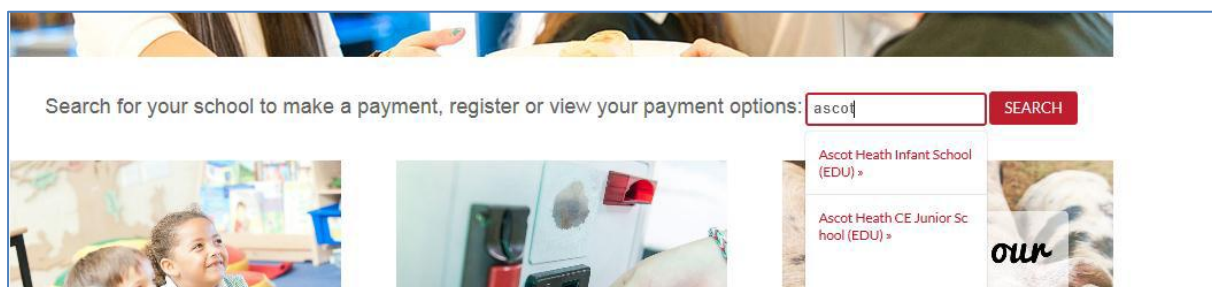 Search for your school to make a payment, register or view your payment options: ascot SEARCH
Ascot Heath Infant School
(EDU) »
Ascot Heath CE Junior Sc
hool (EDU) »
our